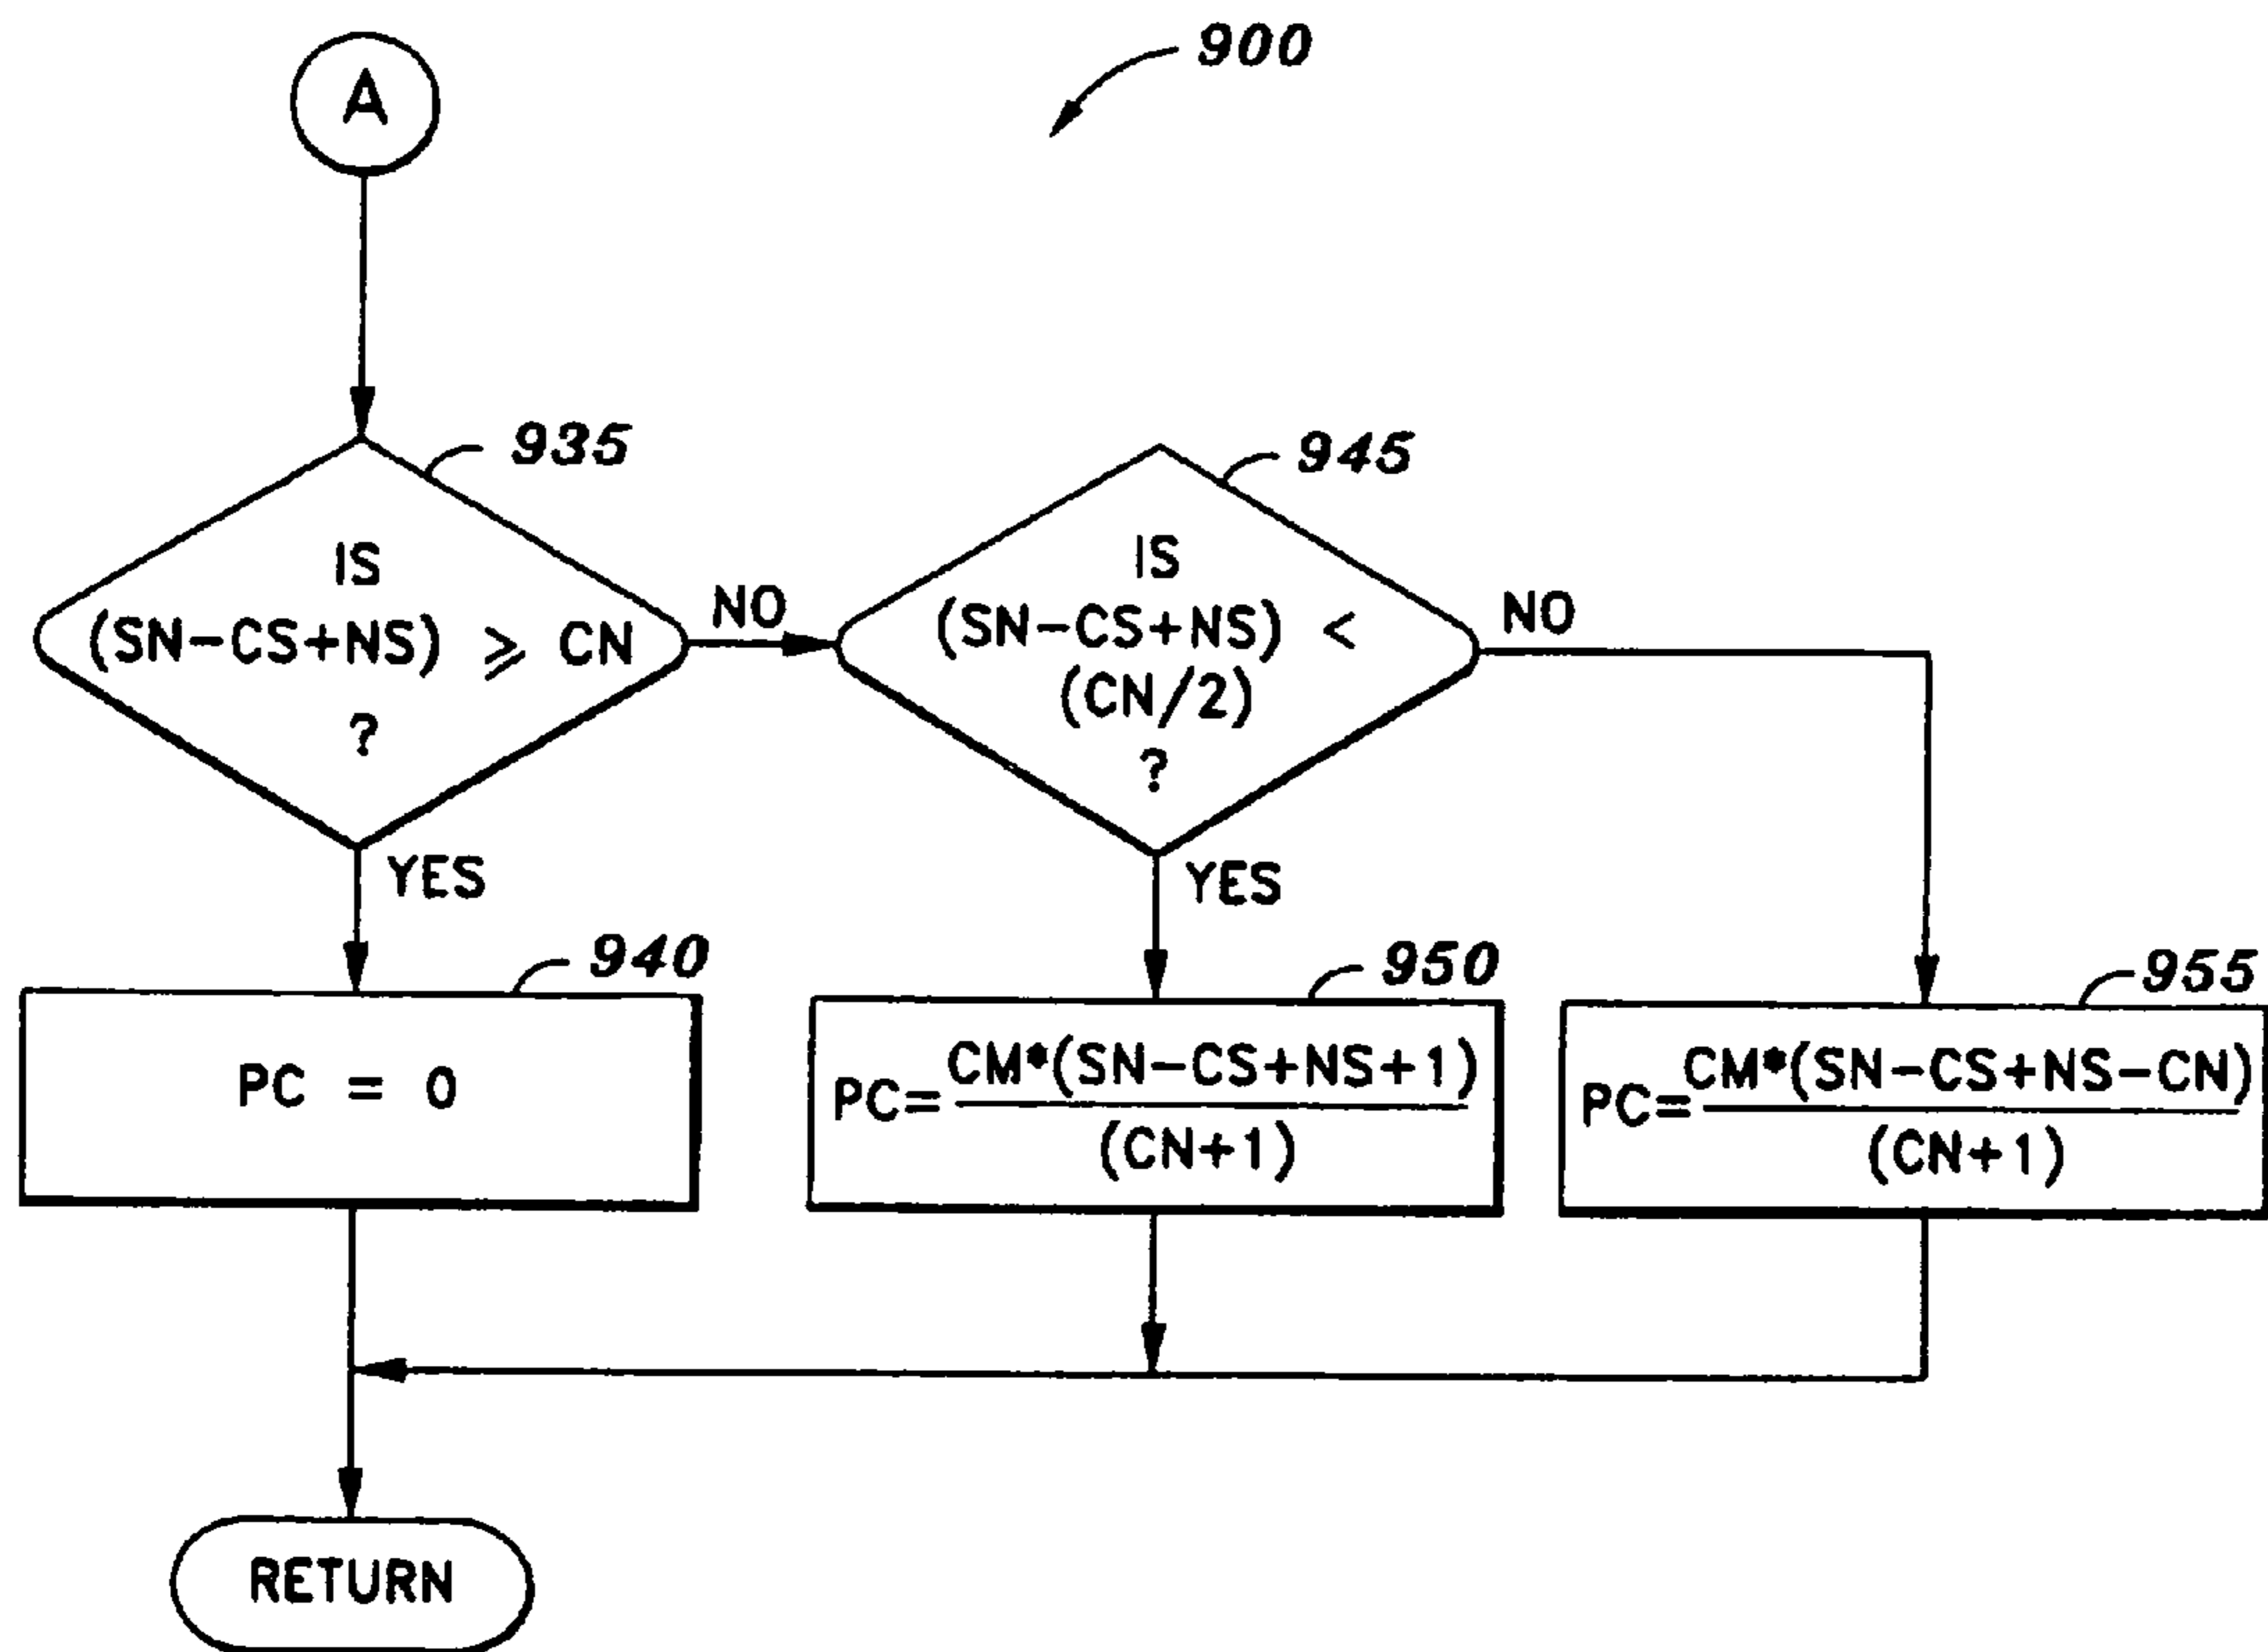 900
A
935
IS
(SN-CS+NS) ⩾ CN
?
NO
YES
945
IS
(SN-CS+NS) <
(CN/2)
?
NO
YES
940
PC = 0
950
PC= CM*(SN-CS+NS+1)
(CN+1)
955
PC= CM*(SN-CS+NS-CN)
(CN+1)
RETURN